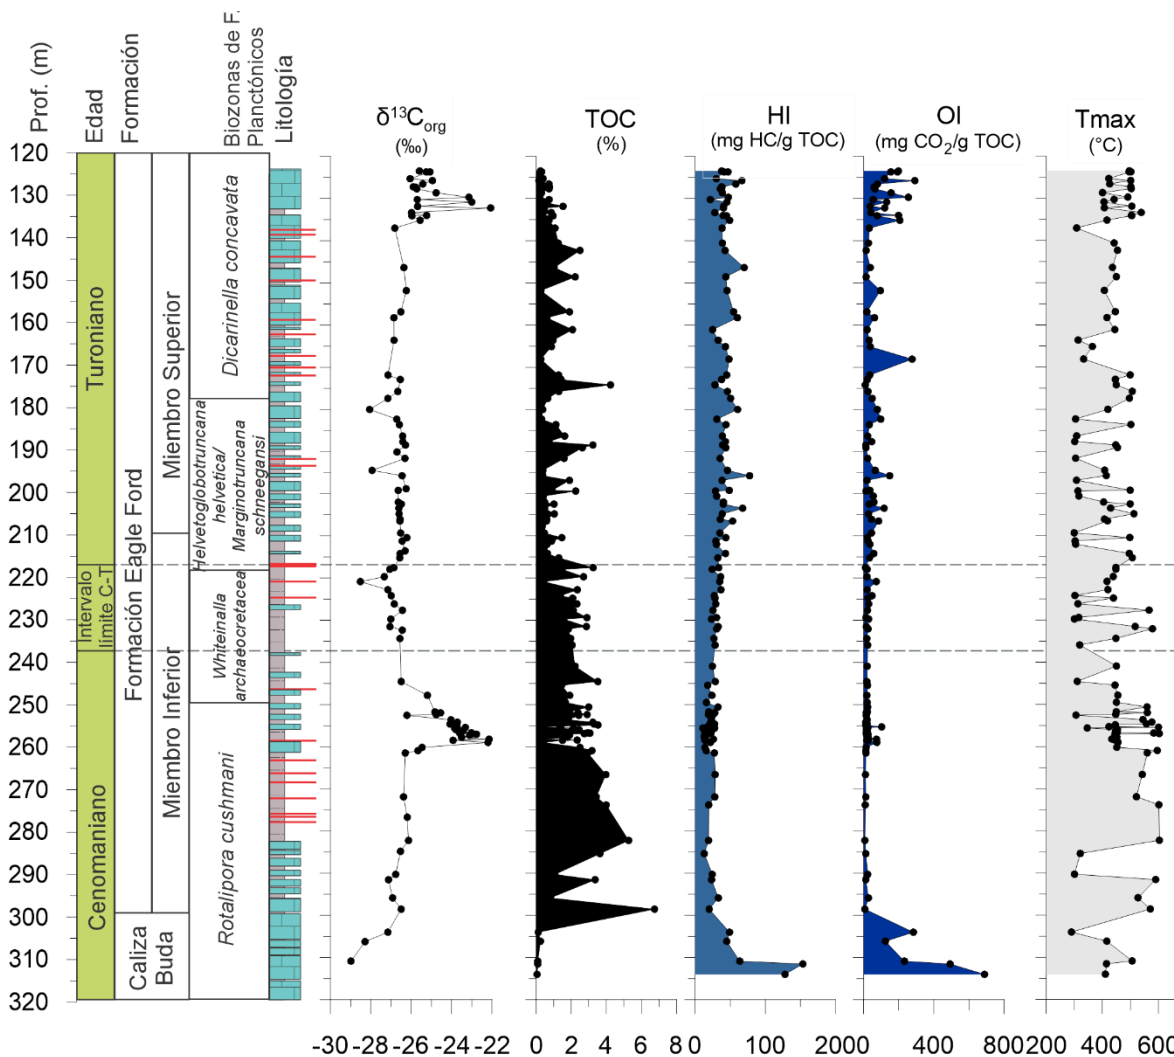 Prof. (m)
Edad
Formación
Biozonas de F.
Planctónicos
Litología
δ¹³Corg
(‰)
TOC
(%)
HI
(mg HC/g TOC)
OI
(mg CO₂/g TOC)
Tmax
(°C)
120
130
140
150
160
170
180
190
200
210
220
230
240
250
260
270
280
290
300
310
320
Turoniano
Intervalo
límite C-T
Cenomaniano
Formación Eagle Ford
Caliza
Buda
Miembro Superior
Miembro Inferior
Dicarinella concavata
Helvetoglobotruncana
helvetica/
Marginotruncana
schneegansi
Whiteinalla
archaeocretacea
Rotalipora cushmani
-30 -28 -26 -24 -22
0 2 4 6 8
0 1000 2000
0 400 800
0 200 400 600